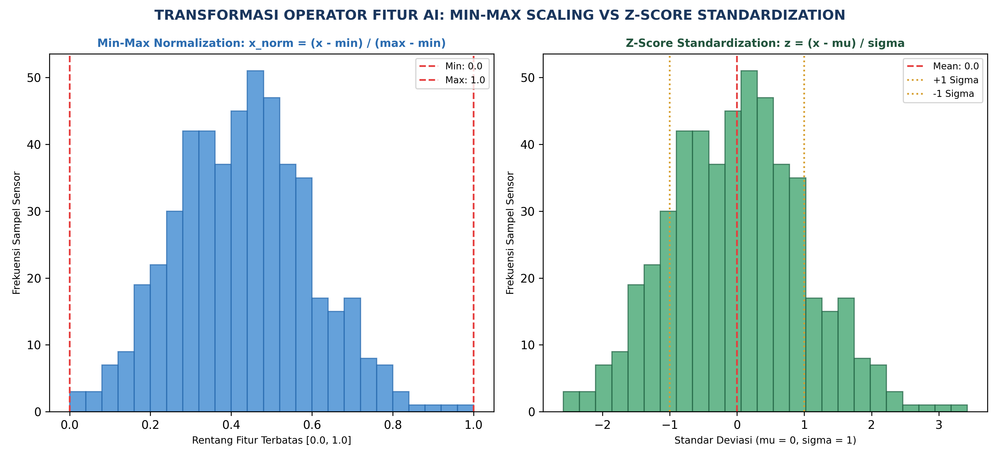 TRANSFORMASI OPERATOR FITUR AI: MIN-MAX SCALING VS Z-SCORE STANDARDIZATION
Min-Max Normalization: x_norm = (x - min) / (max - min)
Min: 0.0
Max: 1.0
Frekuensi Sampel Sensor
50
40
30
20
10
0
0.0 0.2 0.4 0.6 0.8 1.0
Rentang Fitur Terbatas [0.0, 1.0]
Z-Score Standardization: z = (x - mu) / sigma
Mean: 0.0
+1 Sigma
-1 Sigma
Frekuensi Sampel Sensor
50
40
30
20
10
0
−2 −1 0 1 2 3
Standar Deviasi (mu = 0, sigma = 1)